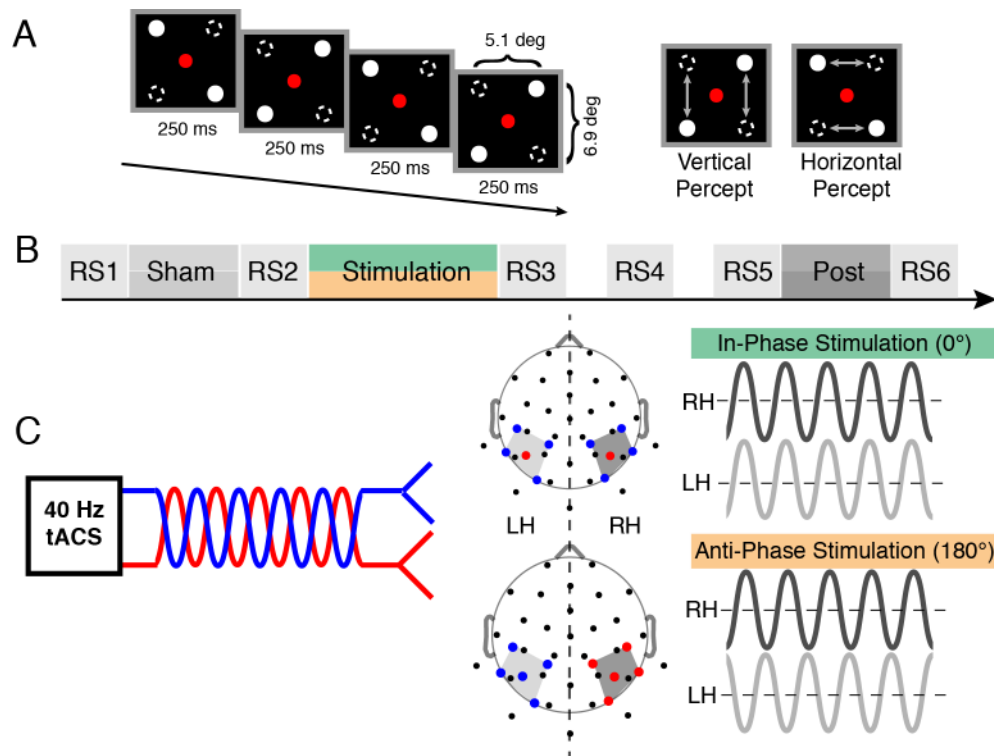 A
250 ms
250 ms
250 ms
250 ms
5.1 deg
6.9 deg
Vertical
Percept
Horizontal
Percept
B
RS1
Sham
RS2
Stimulation
RS3
RS4
RS5
Post
RS6
C
40 Hz
tACS
LH
RH
In-Phase Stimulation (0°)
RH
LH
Anti-Phase Stimulation (180°)
RH
LH